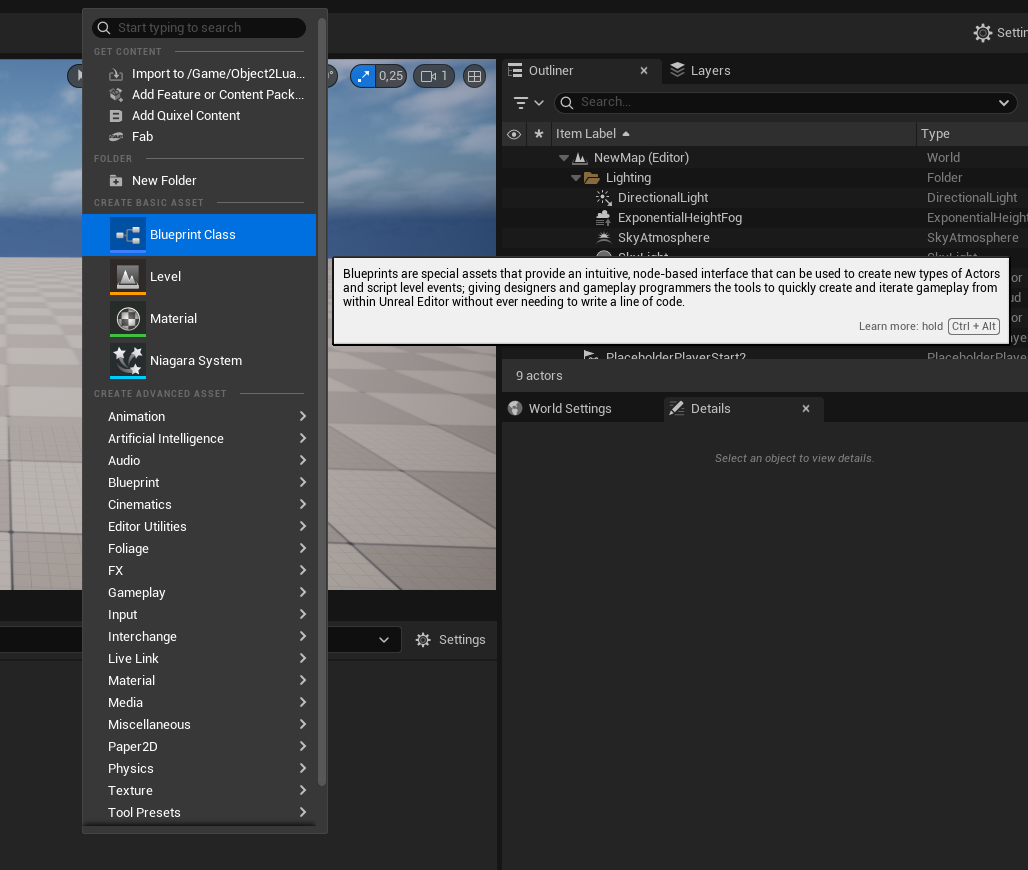 Start typing to search
GET CONTENT
Import to /Game/Object2Lua...
Add Feature or Content Pack...
Add Quixel Content
Fab
FOLDER
New Folder
CREATE BASIC ASSET
Blueprint Class
Level
Material
Niagara System
CREATE ADVANCED ASSET
Animation
Artificial Intelligence
Audio
Blueprint
Cinematics
Editor Utilities
Foliage
FX
Gameplay
Input
Interchange
Live Link
Material
Media
Miscellaneous
Paper2D
Physics
Texture
Tool Presets
0,25
1
Settings
Settin
Outliner
Layers
Search...
Item Label Type
NewMap (Editor) World
Lighting Folder
DirectionalLight DirectionalLight
ExponentialHeightFog ExponentialHeight
SkyAtmosphere SkyAtmosphere
Blueprints are special assets that provide an intuitive, node-based interface that can be used to create new types of Actors
and script level events; giving designers and gameplay programmers the tools to quickly create and iterate gameplay from
within Unreal Editor without ever needing to write a line of code.
Learn more: hold Ctrl + Alt
PlaceholderPlayerStart2 PlaceholderPlaye
9 actors
World Settings
Details
Select an object to view details.